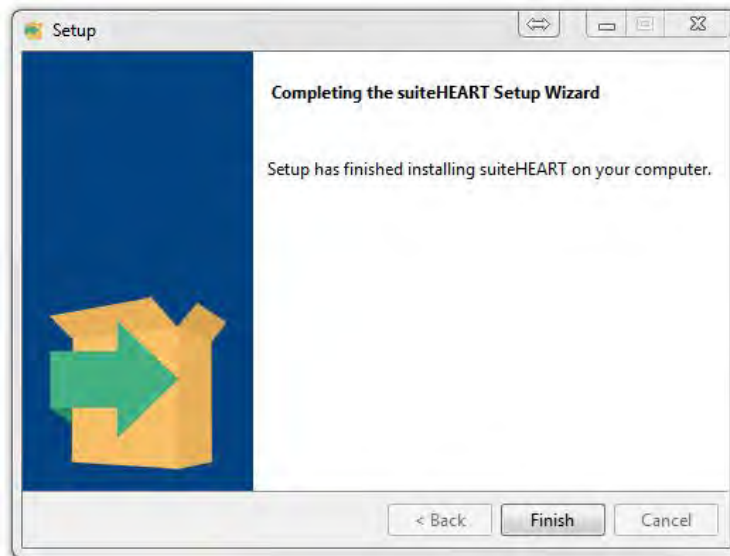 Setup
Completing the suiteHEART Setup Wizard
Setup has finished installing suiteHEART on your computer.
< Back
Finish
Cancel